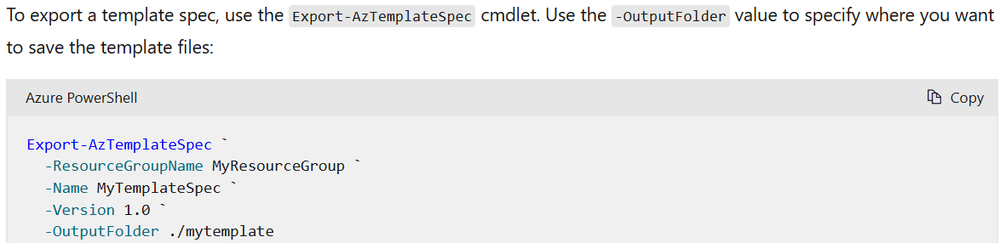 To export a template spec, use the Export-AzTemplateSpec cmdlet. Use the -OutputFolder value to specify where you want
to save the template files:
Azure PowerShell
Copy
Export-AzTemplateSpec `
  -ResourceGroupName MyResourceGroup `
  -Name MyTemplateSpec `
  -Version 1.0 `
  -OutputFolder ./mytemplate